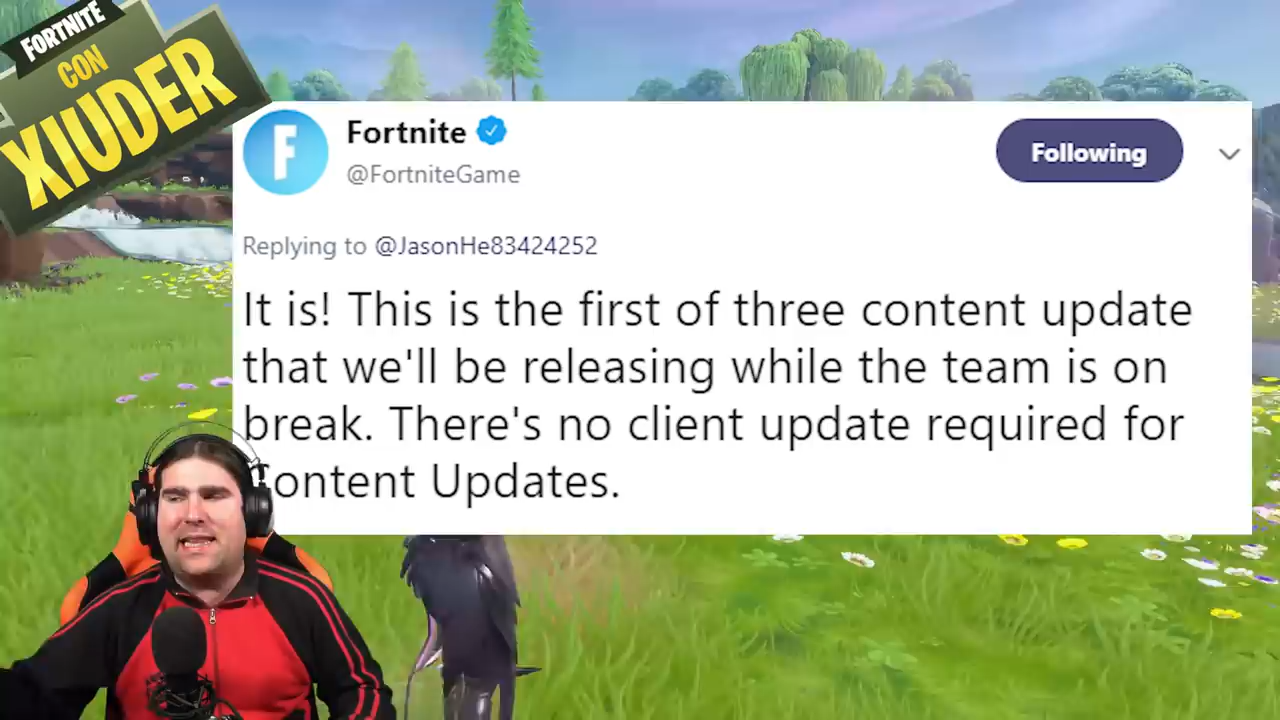 FORTNITE
CON
XIUDER
Fortnite
@FortniteGame
Following
Replying to @JasonHe83424252
It is! This is the first of three content update
that we'll be releasing while the team is on
break. There's no client update required for
Content Updates.